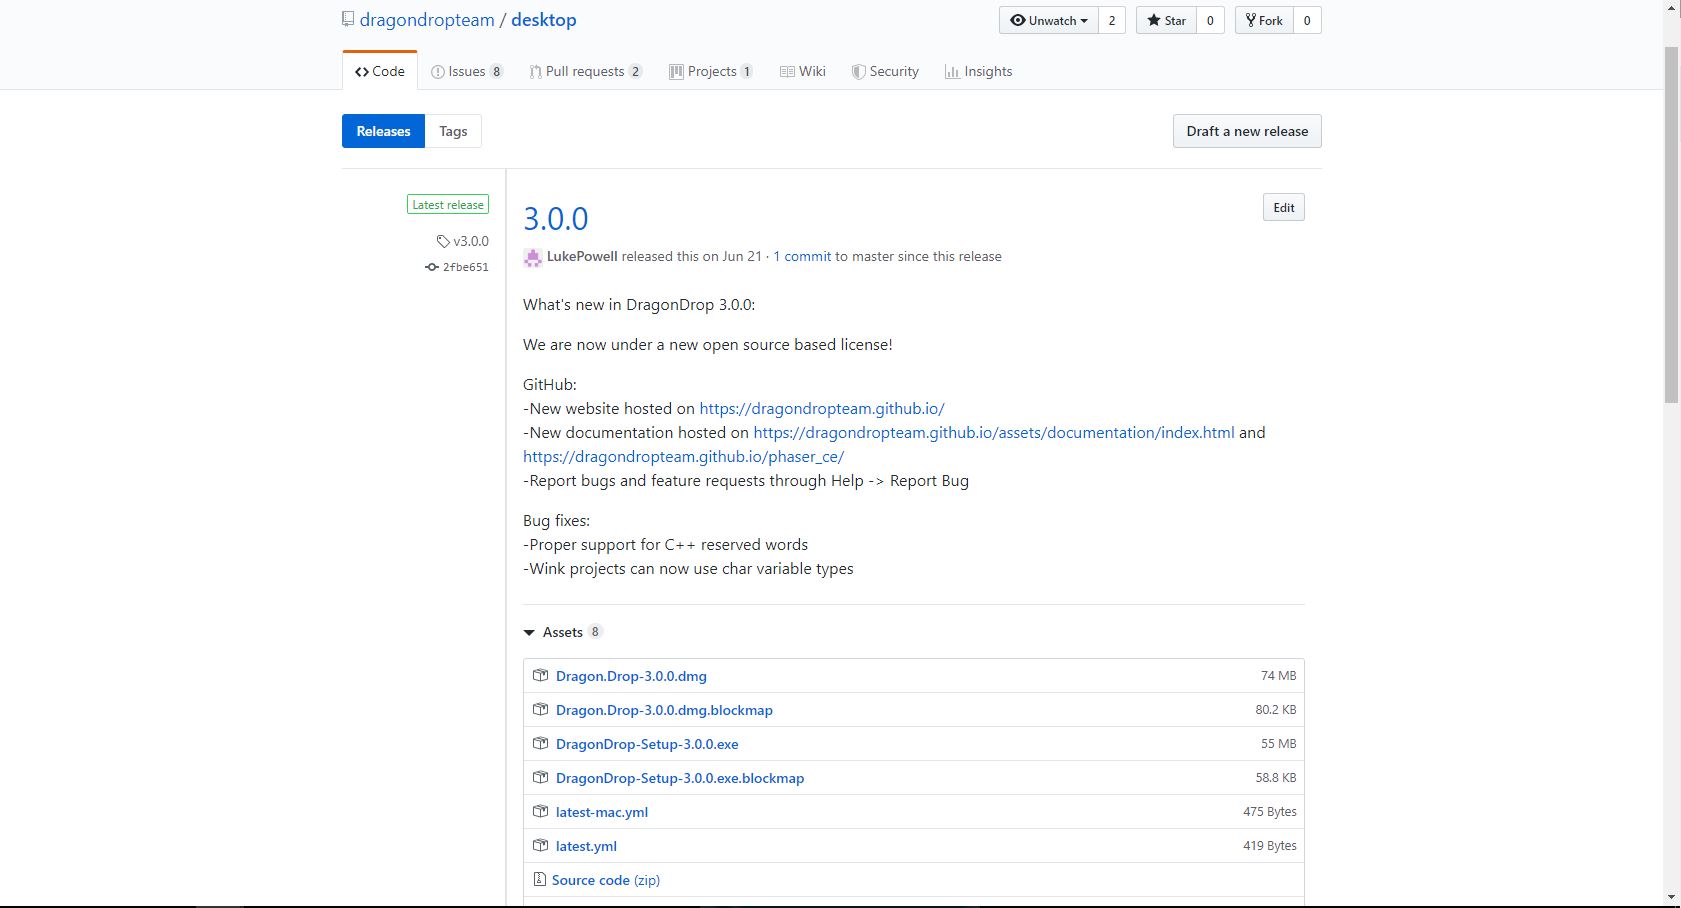 dragondropteam / desktop
Unwatch 2 Star 0 Fork 0
Code Issues 8 Pull requests 2 Projects 1 Wiki Security Insights
Releases Tags Draft a new release
Latest release
v3.0.0
2fbe651
3.0.0 Edit
LukePowell released this on Jun 21 · 1 commit to master since this release
What's new in DragonDrop 3.0.0:
We are now under a new open source based license!
GitHub:
-New website hosted on https://dragondropteam.github.io/
-New documentation hosted on https://dragondropteam.github.io/assets/documentation/index.html and
https://dragondropteam.github.io/phaser_ce/
-Report bugs and feature requests through Help -> Report Bug
Bug fixes:
-Proper support for C++ reserved words
-Wink projects can now use char variable types
Assets 8
Dragon.Drop-3.0.0.dmg 74 MB
Dragon.Drop-3.0.0.dmg.blockmap 80.2 KB
DragonDrop-Setup-3.0.0.exe 55 MB
DragonDrop-Setup-3.0.0.exe.blockmap 58.8 KB
latest-mac.yml 475 Bytes
latest.yml 419 Bytes
Source code (zip)